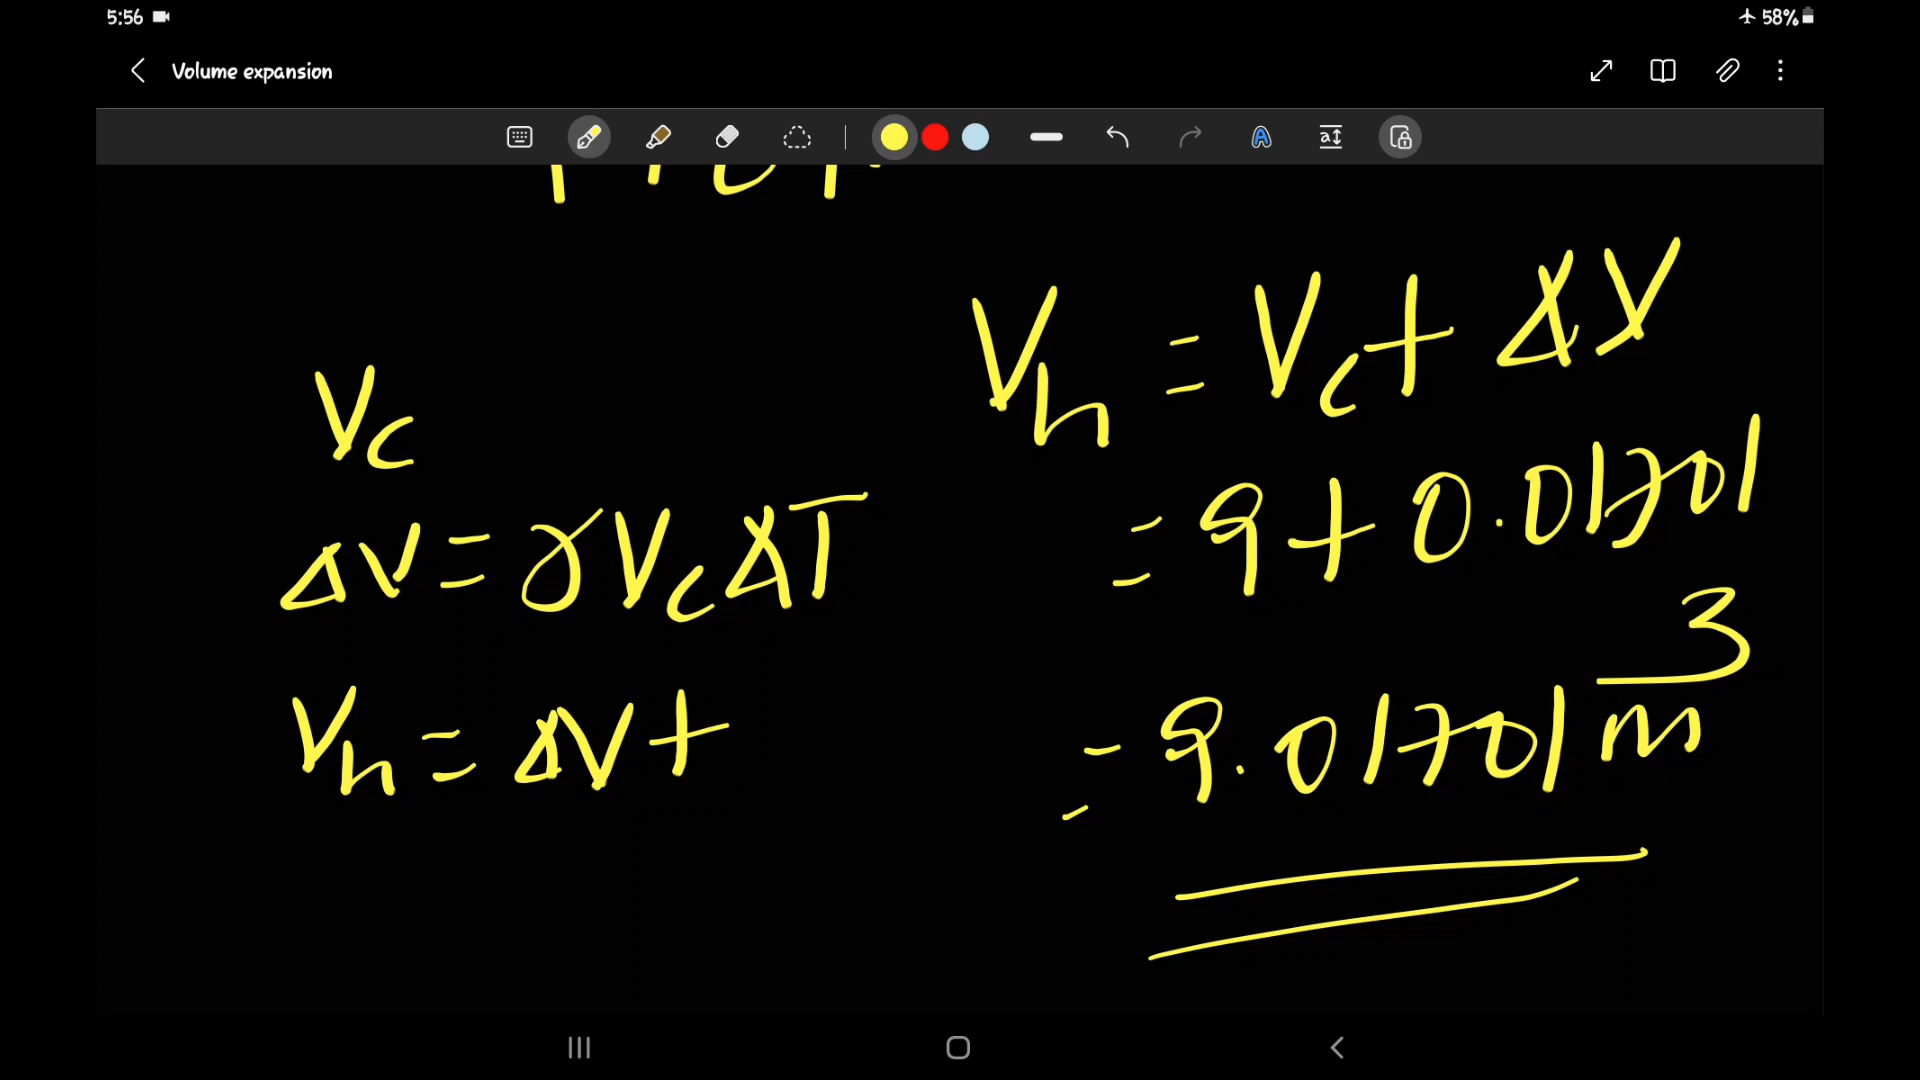 5:56
58%
Volume expansion
Vc
ΔV = γVcΔT
Vh = ΔV +
Vh = Vc + ΔV
= 9 + 0.01701
= 9.01701 m³
=